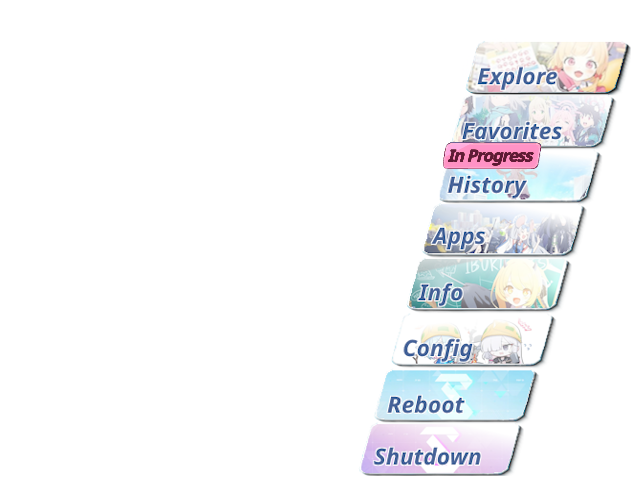 Explore
Favorites
In Progress
History
Apps
Info
Config
Reboot
Shutdown